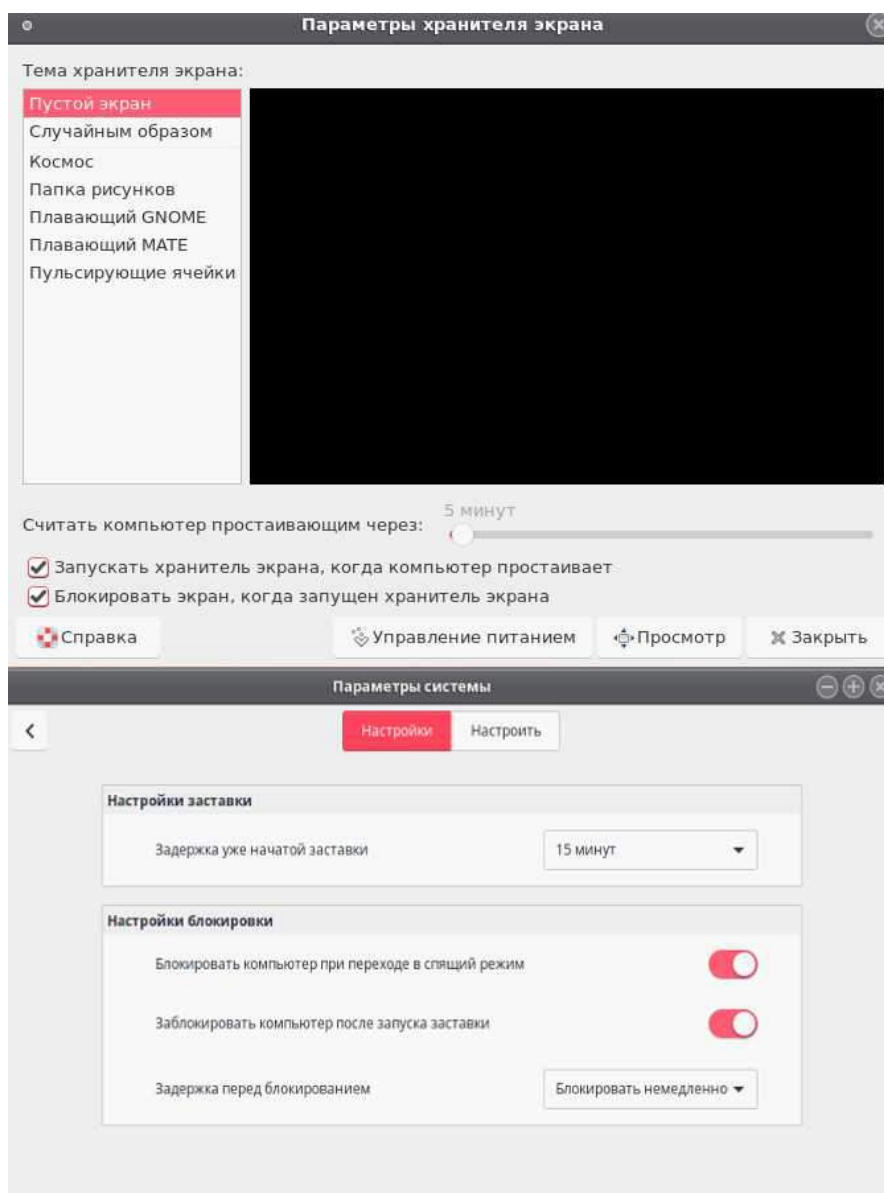 Параметры хранителя экрана
Тема хранителя экрана:
Пустой экран
Случайным образом
Космос
Папка рисунков
Плавающий GNOME
Плавающий MATE
Пульсирующие ячейки
5 минут
Считать компьютер простаивающим через:
Запускать хранитель экрана, когда компьютер простаивает
Блокировать экран, когда запущен хранитель экрана
Справка Управление питанием Просмотр Закрыть
Параметры системы
Настройки Настроить
Настройки заставки
Задержка уже начатой заставки 15 минут
Настройки блокировки
Блокировать компьютер при переходе в спящий режим
Заблокировать компьютер после запуска заставки
Задержка перед блокированием Блокировать немедленно